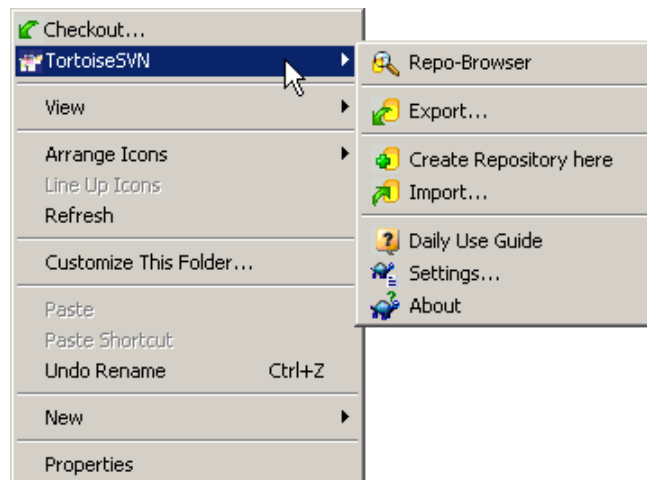 Checkout...
TortoiseSVN
View
Arrange Icons
Line Up Icons
Refresh
Customize This Folder...
Paste
Paste Shortcut
Undo Rename Ctrl+Z
New
Properties
Repo-Browser
Export...
Create Repository here
Import...
Daily Use Guide
Settings...
About